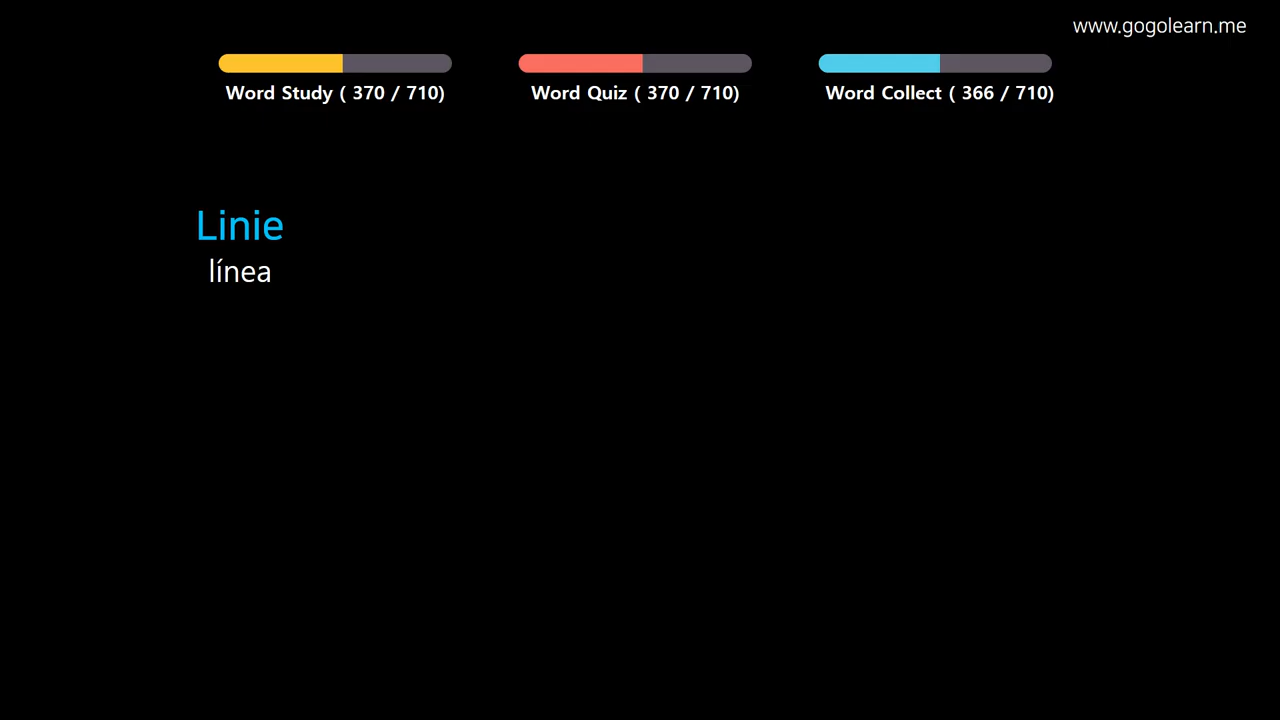 www.gogolearn.me
Word Study ( 370 / 710)
Word Quiz ( 370 / 710)
Word Collect ( 366 / 710)
Linie
línea